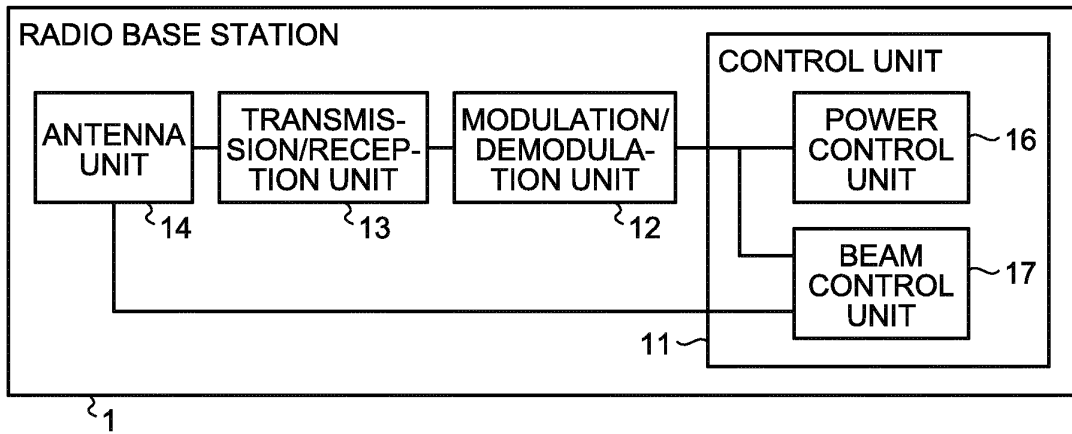 RADIO BASE STATION
CONTROL UNIT
ANTENNA
UNIT
14
TRANSMIS-
SION/RECEP-
TION UNIT
13
MODULATION/
DEMODULA-
TION UNIT
12
POWER
CONTROL
UNIT
16
BEAM
CONTROL
UNIT
17
11
1